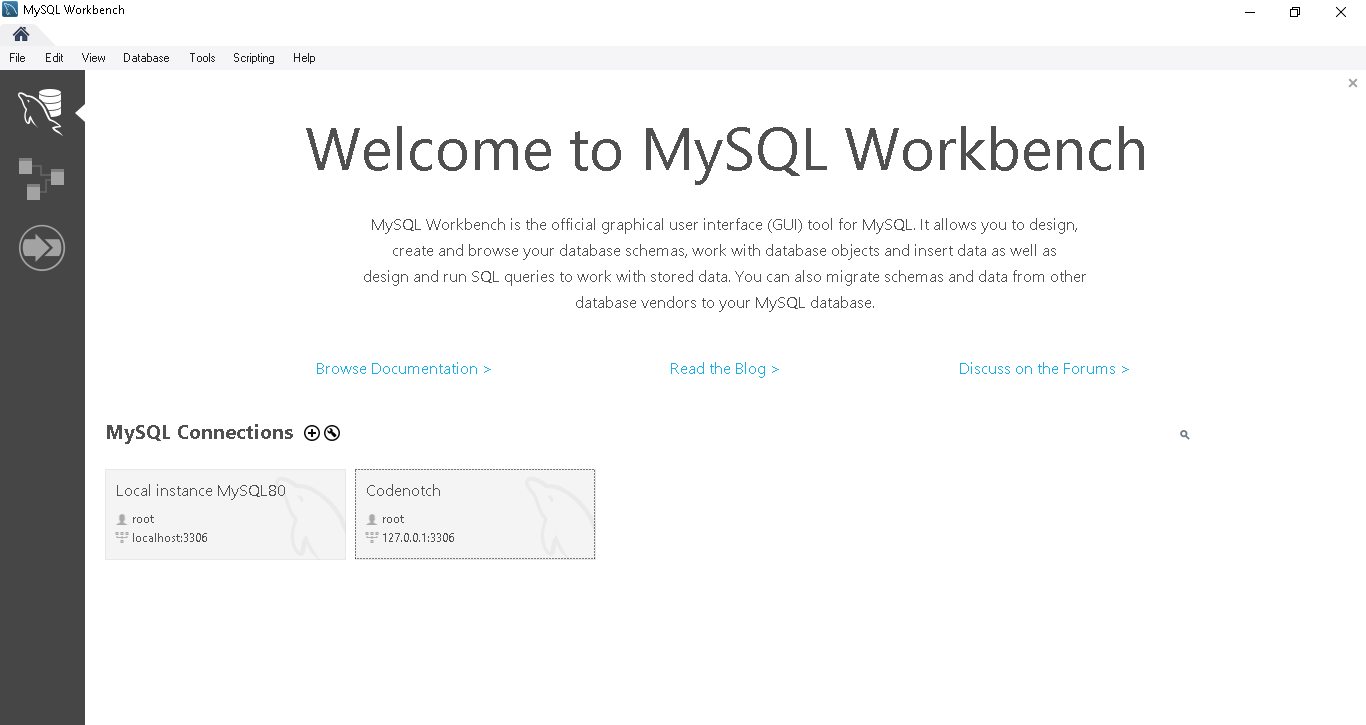 MySQL Workbench
File Edit View Database Tools Scripting Help
Welcome to MySQL Workbench
MySQL Workbench is the official graphical user interface (GUI) tool for MySQL. It allows you to design,
create and browse your database schemas, work with database objects and insert data as well as
design and run SQL queries to work with stored data. You can also migrate schemas and data from other
database vendors to your MySQL database.
Browse Documentation > Read the Blog > Discuss on the Forums >
MySQL Connections
Local instance MySQL80
root
localhost:3306
Codenotch
root
127.0.0.1:3306